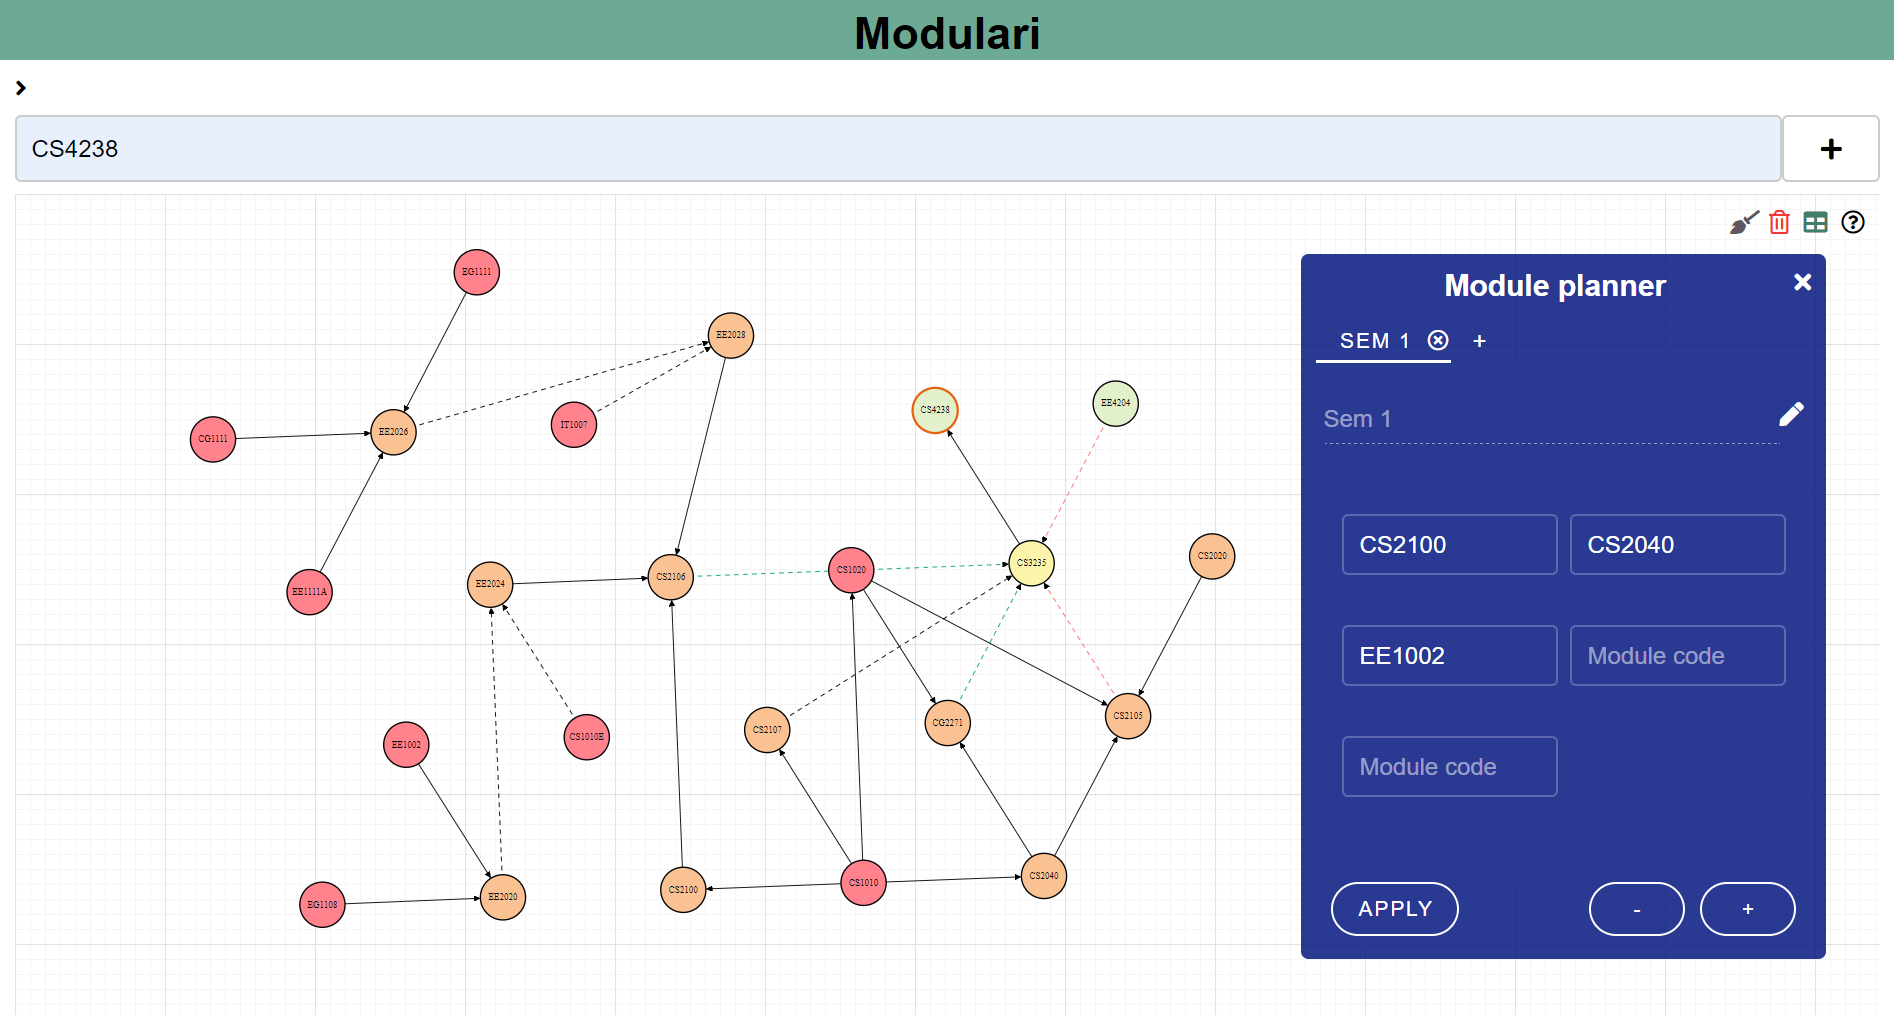 Modulari
CS4238
EG1111
EE2028
CS4238
EE4204
CG1111
EE2026
IT1007
EE1111A
EE2024
CS2106
CS1020
CS3235
CS2020
EE1002
CS1010E
CS2107
CG2271
CS2105
EG1108
EE2020
CS2100
CS1010
CS2040
Module planner
SEM 1 +
Sem 1
CS2100 CS2040
EE1002 Module code
Module code
APPLY - +